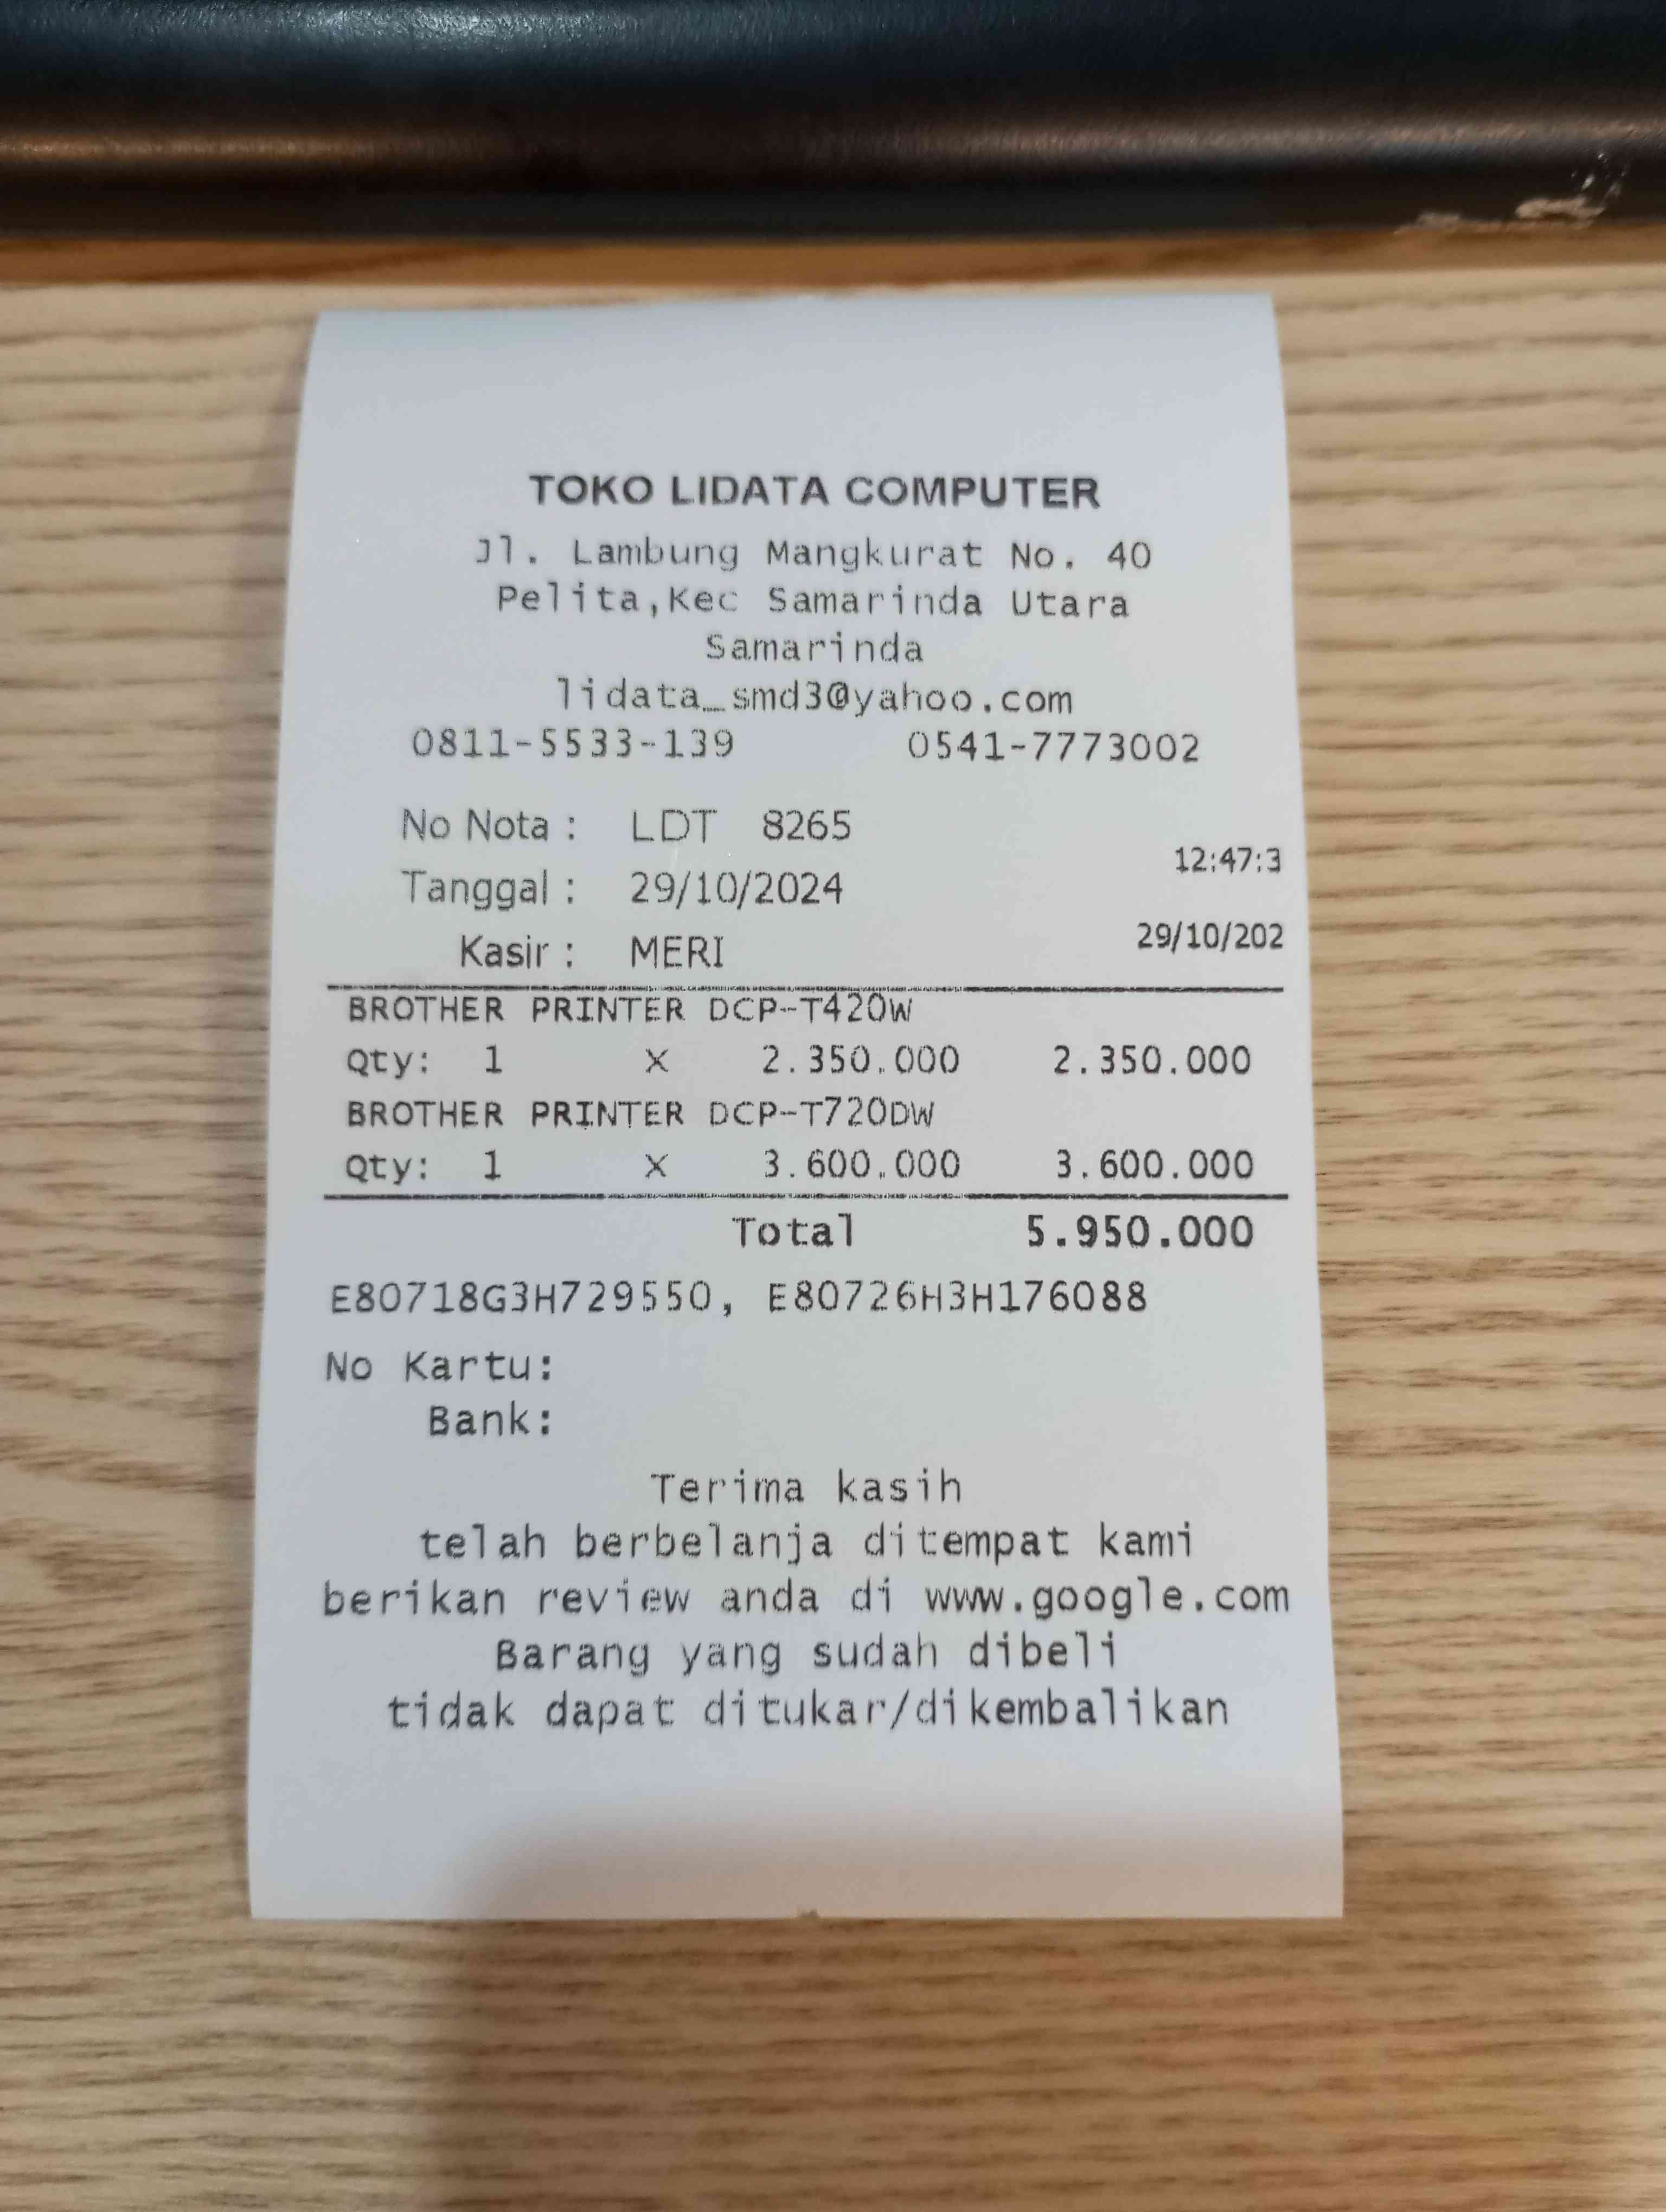 TOKO LIDATA COMPUTER
Jl. Lambung Mangkurat No. 40
Pelita,Kec Samarinda Utara
Samarinda
lidata_smd3@yahoo.com
0811-5533-139 0541-7773002
No Nota : LDT 8265
12:47:3
Tanggal : 29/10/2024
29/10/202
Kasir : MERI
BROTHER PRINTER DCP-T420W
Qty: 1 X 2.350.000 2.350.000
BROTHER PRINTER DCP-T720DW
Qty: 1 X 3.600.000 3.600.000
Total 5.950.000
E80718G3H729550, E80726H3H176088
No Kartu:
Bank:
Terima kasih
telah berbelanja ditempat kami
berikan review anda di www.google.com
Barang yang sudah dibeli
tidak dapat ditukar/dikembalikan